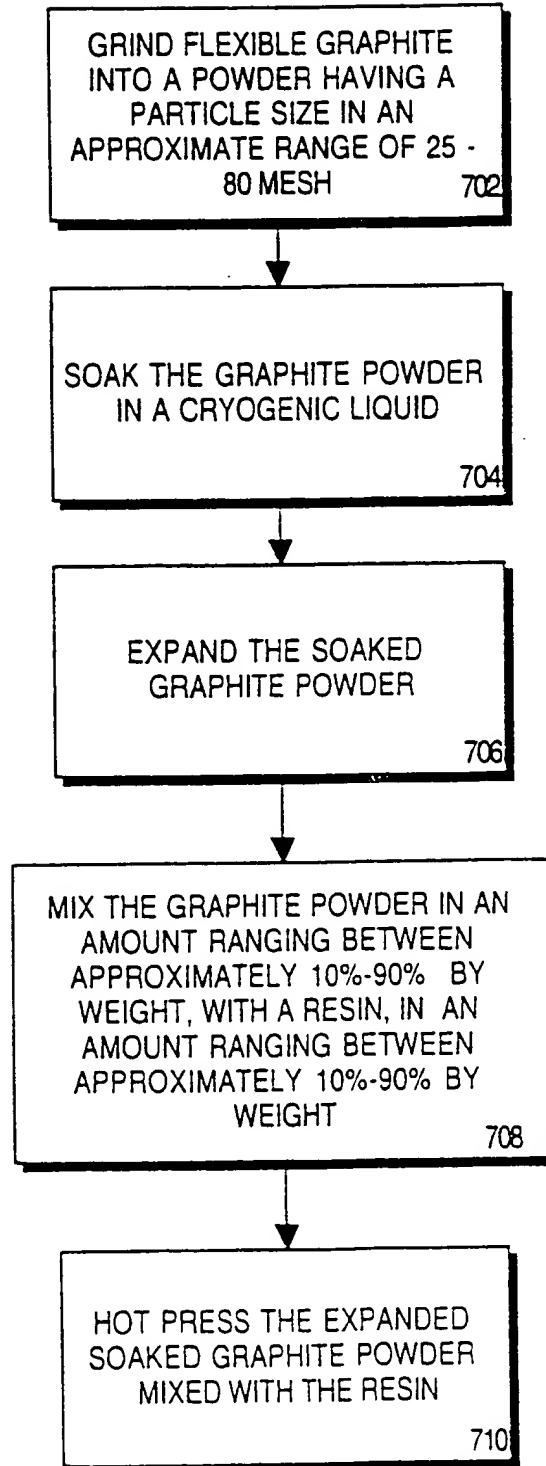 GRIND FLEXIBLE GRAPHITE
INTO A POWDER HAVING A
PARTICLE SIZE IN AN
APPROXIMATE RANGE OF 25 -
80 MESH
702
SOAK THE GRAPHITE POWDER
IN A CRYOGENIC LIQUID
704
EXPAND THE SOAKED
GRAPHITE POWDER
706
MIX THE GRAPHITE POWDER IN AN
AMOUNT RANGING BETWEEN
APPROXIMATELY 10%-90% BY
WEIGHT, WITH A RESIN, IN AN
AMOUNT RANGING BETWEEN
APPROXIMATELY 10%-90% BY
WEIGHT
708
HOT PRESS THE EXPANDED
SOAKED GRAPHITE POWDER
MIXED WITH THE RESIN
710